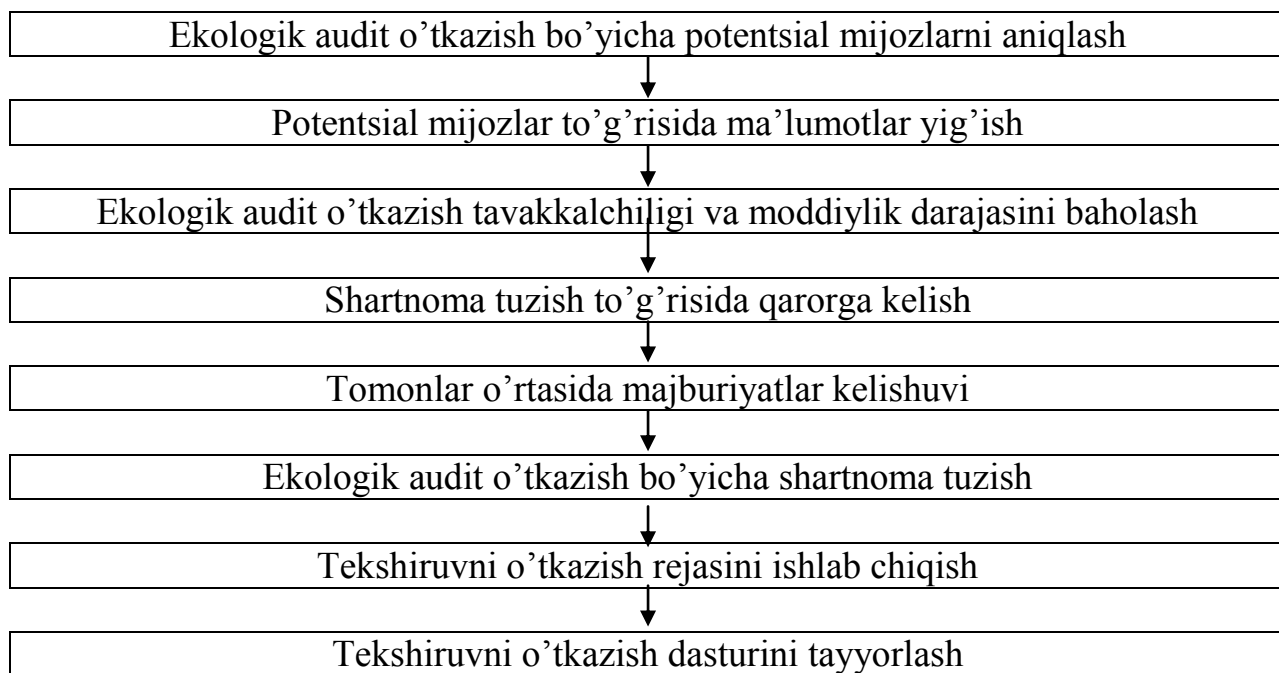 Ekologik audit o’tkazish bo’yicha potentsial mijozlarni aniqlash
Potentsial mijozlar to’g’risida ma’lumotlar yig’ish
Ekologik audit o’tkazish tavakkalchiligi va moddiylik darajasini baholash
Shartnoma tuzish to’g’risida qarorga kelish
Tomonlar o’rtasida majburiyatlar kelishuvi
Ekologik audit o’tkazish bo’yicha shartnoma tuzish
Tekshiruvni o’tkazish rejasini ishlab chiqish
Tekshiruvni o’tkazish dasturini tayyorlash